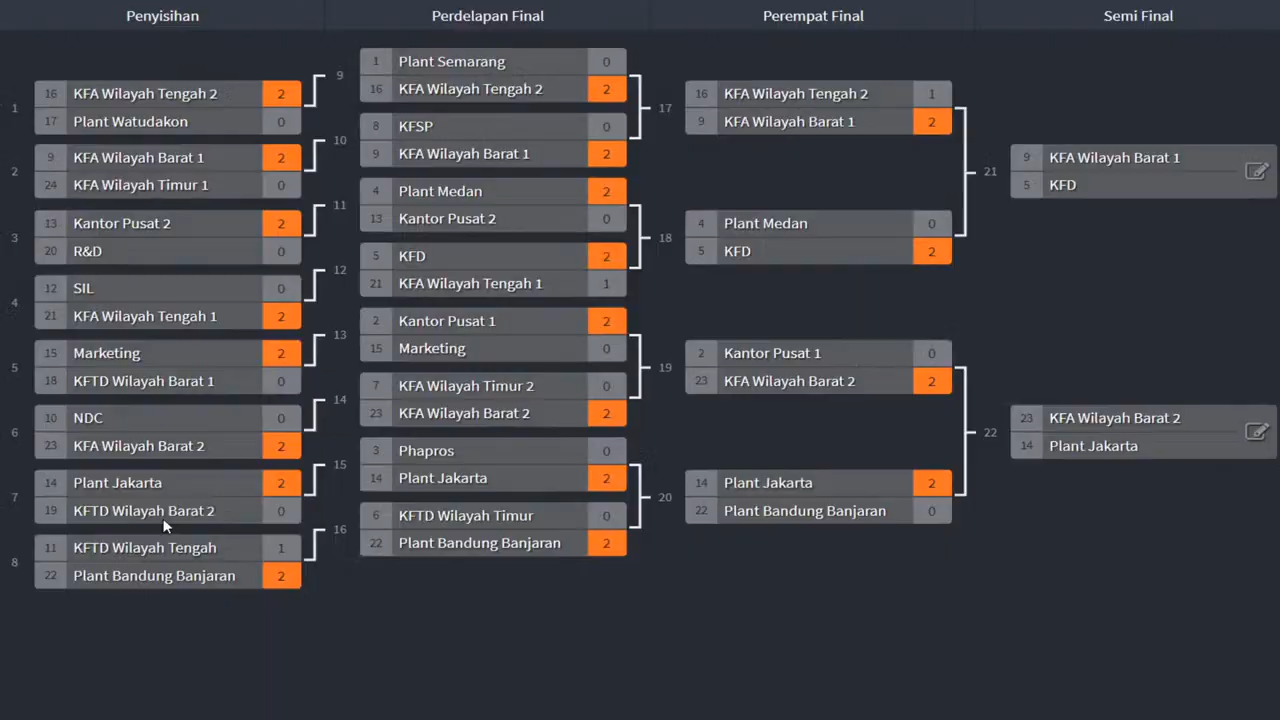 Penyisihan
Perdelapan Final
Perempat Final
Semi Final
1
16 KFA Wilayah Tengah 2 2
17 Plant Watudakon 0
2
9 KFA Wilayah Barat 1 2
24 KFA Wilayah Timur 1 0
3
13 Kantor Pusat 2 2
20 R&D 0
4
12 SIL 0
21 KFA Wilayah Tengah 1 2
5
15 Marketing 2
18 KFTD Wilayah Barat 1 0
6
10 NDC 0
23 KFA Wilayah Barat 2 2
7
14 Plant Jakarta 2
19 KFTD Wilayah Barat 2 0
8
11 KFTD Wilayah Tengah 1
22 Plant Bandung Banjaran 2
9
1 Plant Semarang 0
16 KFA Wilayah Tengah 2 2
10
8 KFSP 0
9 KFA Wilayah Barat 1 2
11
4 Plant Medan 2
13 Kantor Pusat 2 0
12
5 KFD 2
21 KFA Wilayah Tengah 1 1
13
2 Kantor Pusat 1 2
15 Marketing 0
14
7 KFA Wilayah Timur 2 0
23 KFA Wilayah Barat 2 2
15
3 Phapros 0
14 Plant Jakarta 2
16
6 KFTD Wilayah Timur 0
22 Plant Bandung Banjaran 2
17
16 KFA Wilayah Tengah 2 1
9 KFA Wilayah Barat 1 2
18
4 Plant Medan 0
5 KFD 2
19
2 Kantor Pusat 1 0
23 KFA Wilayah Barat 2 2
20
14 Plant Jakarta 2
22 Plant Bandung Banjaran 0
21
9 KFA Wilayah Barat 1
5 KFD
22
23 KFA Wilayah Barat 2
14 Plant Jakarta